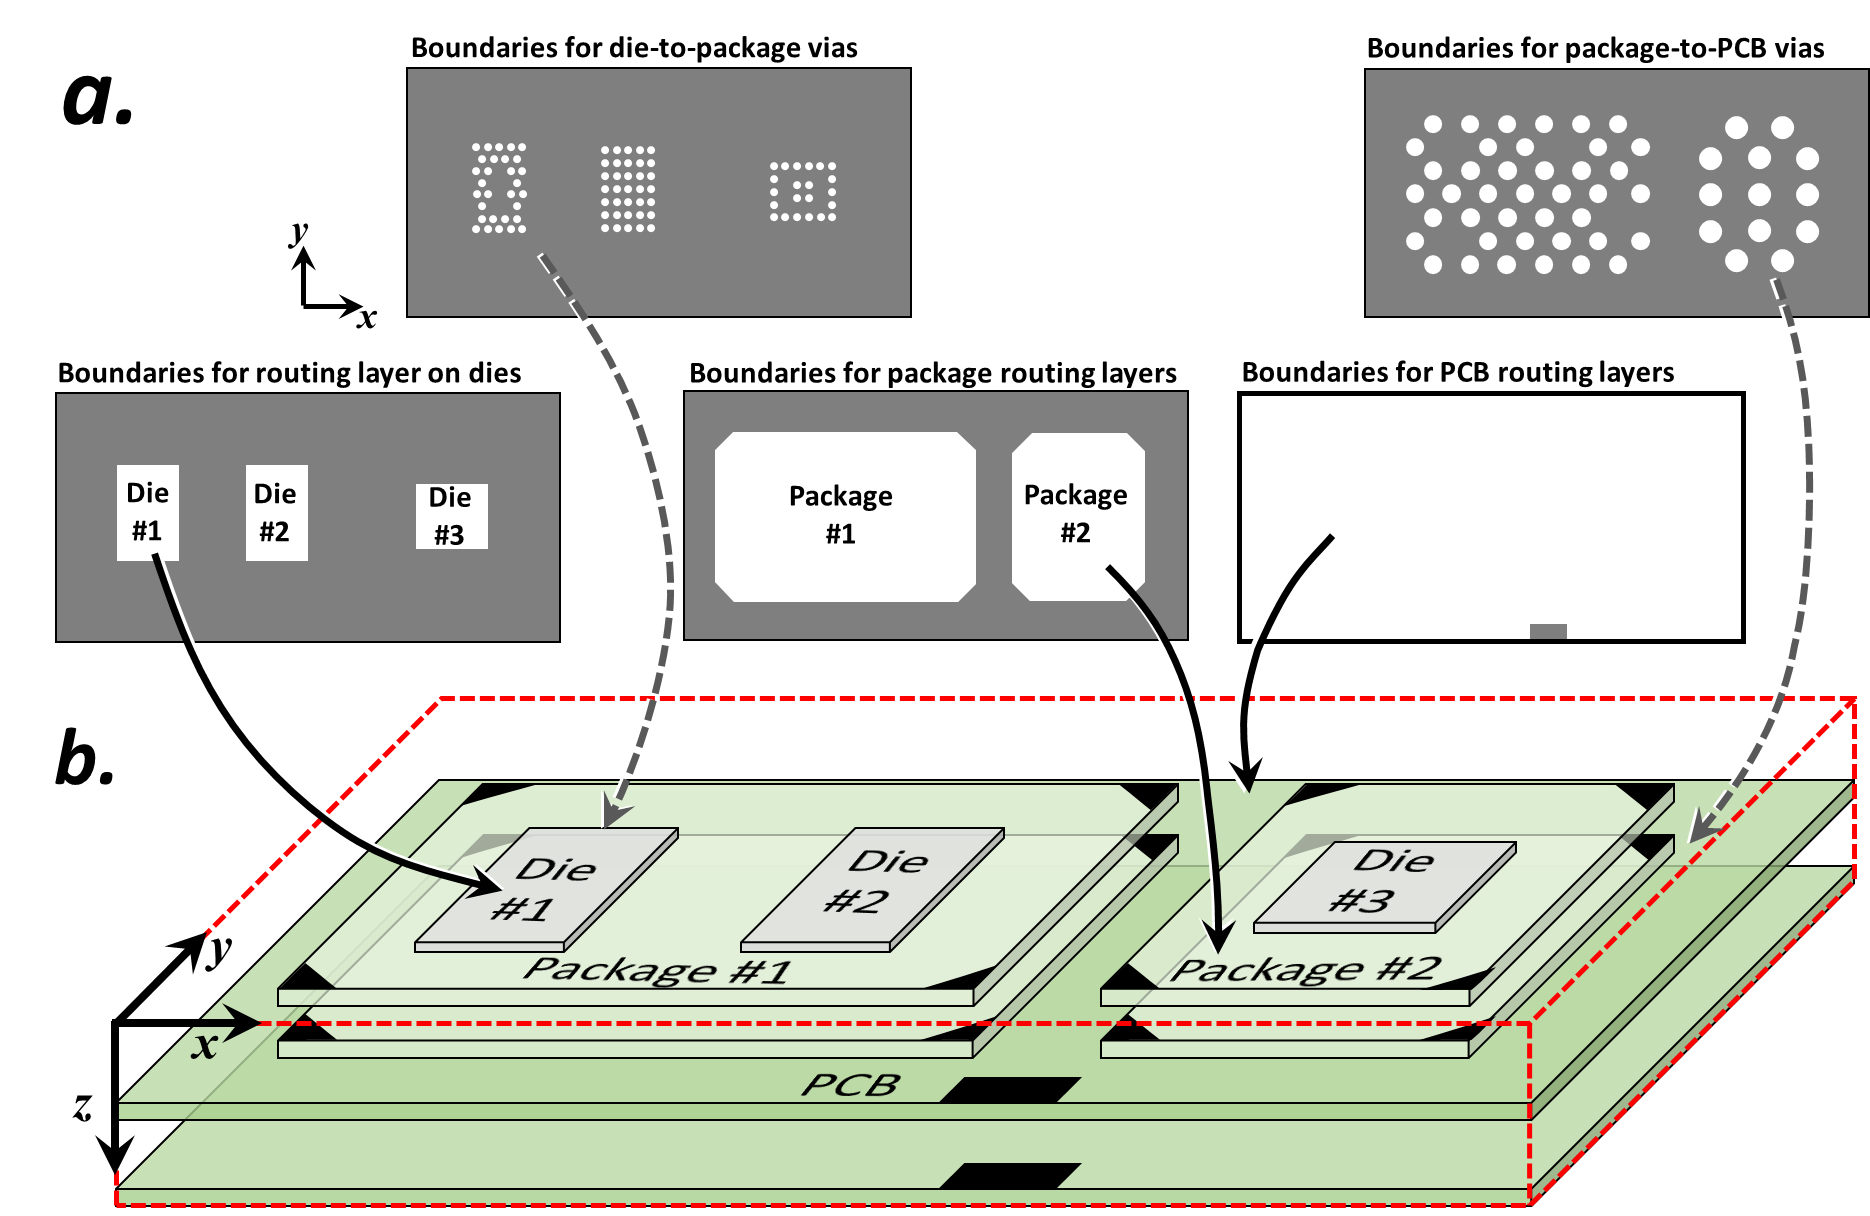 a.
Boundaries for die-to-package vias
Boundaries for package-to-PCB vias
y
x
Boundaries for routing layer on dies
Die
#1
Die
#2
Die
#3
Boundaries for package routing layers
Package
#1
Package
#2
Boundaries for PCB routing layers
b.
Die
#1
Die
#2
Die
#3
Package #1
Package #2
PCB
y
x
z